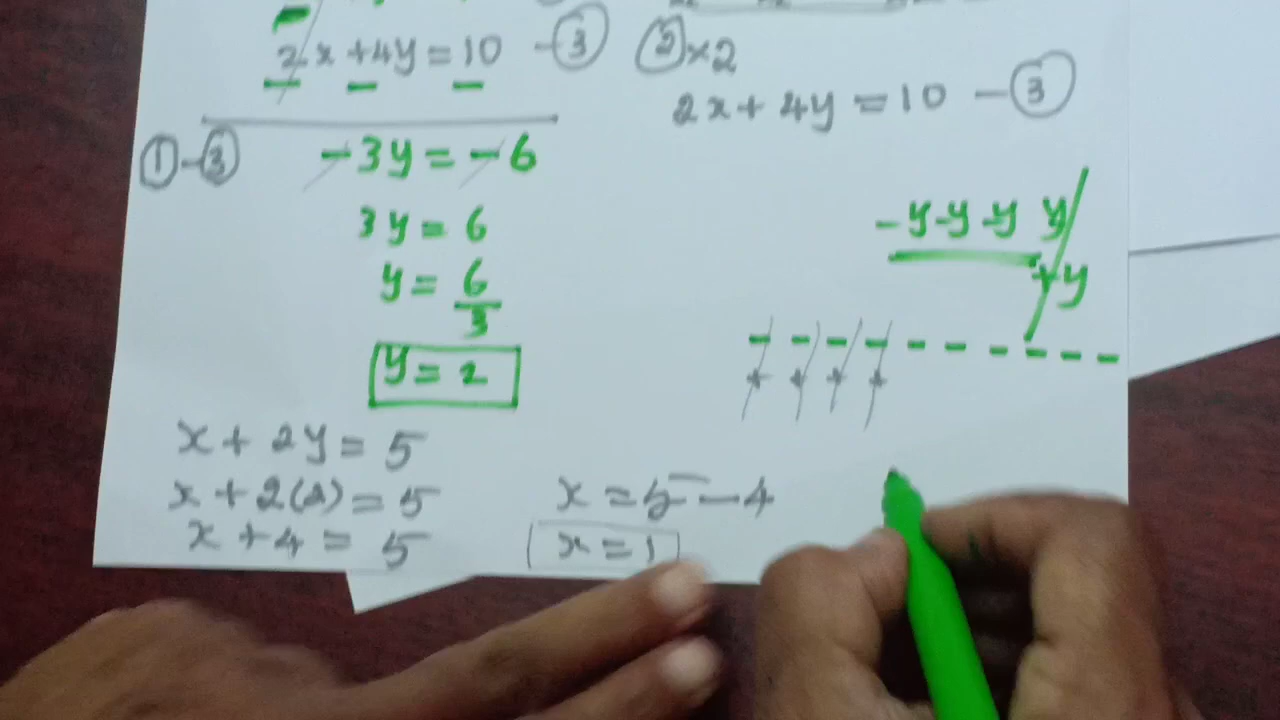 2x + 4y = 10 - ③
① - ③ -3y = -6
3y = 6
y = 6/3
y = 2
x + 2y = 5
x + 2(2) = 5
x + 4 = 5
② × 2
2x + 4y = 10 - ③
- y - y - y y
+ y
- - - - - - - - - -
+ + + +
x = 5 - 4
x = 1